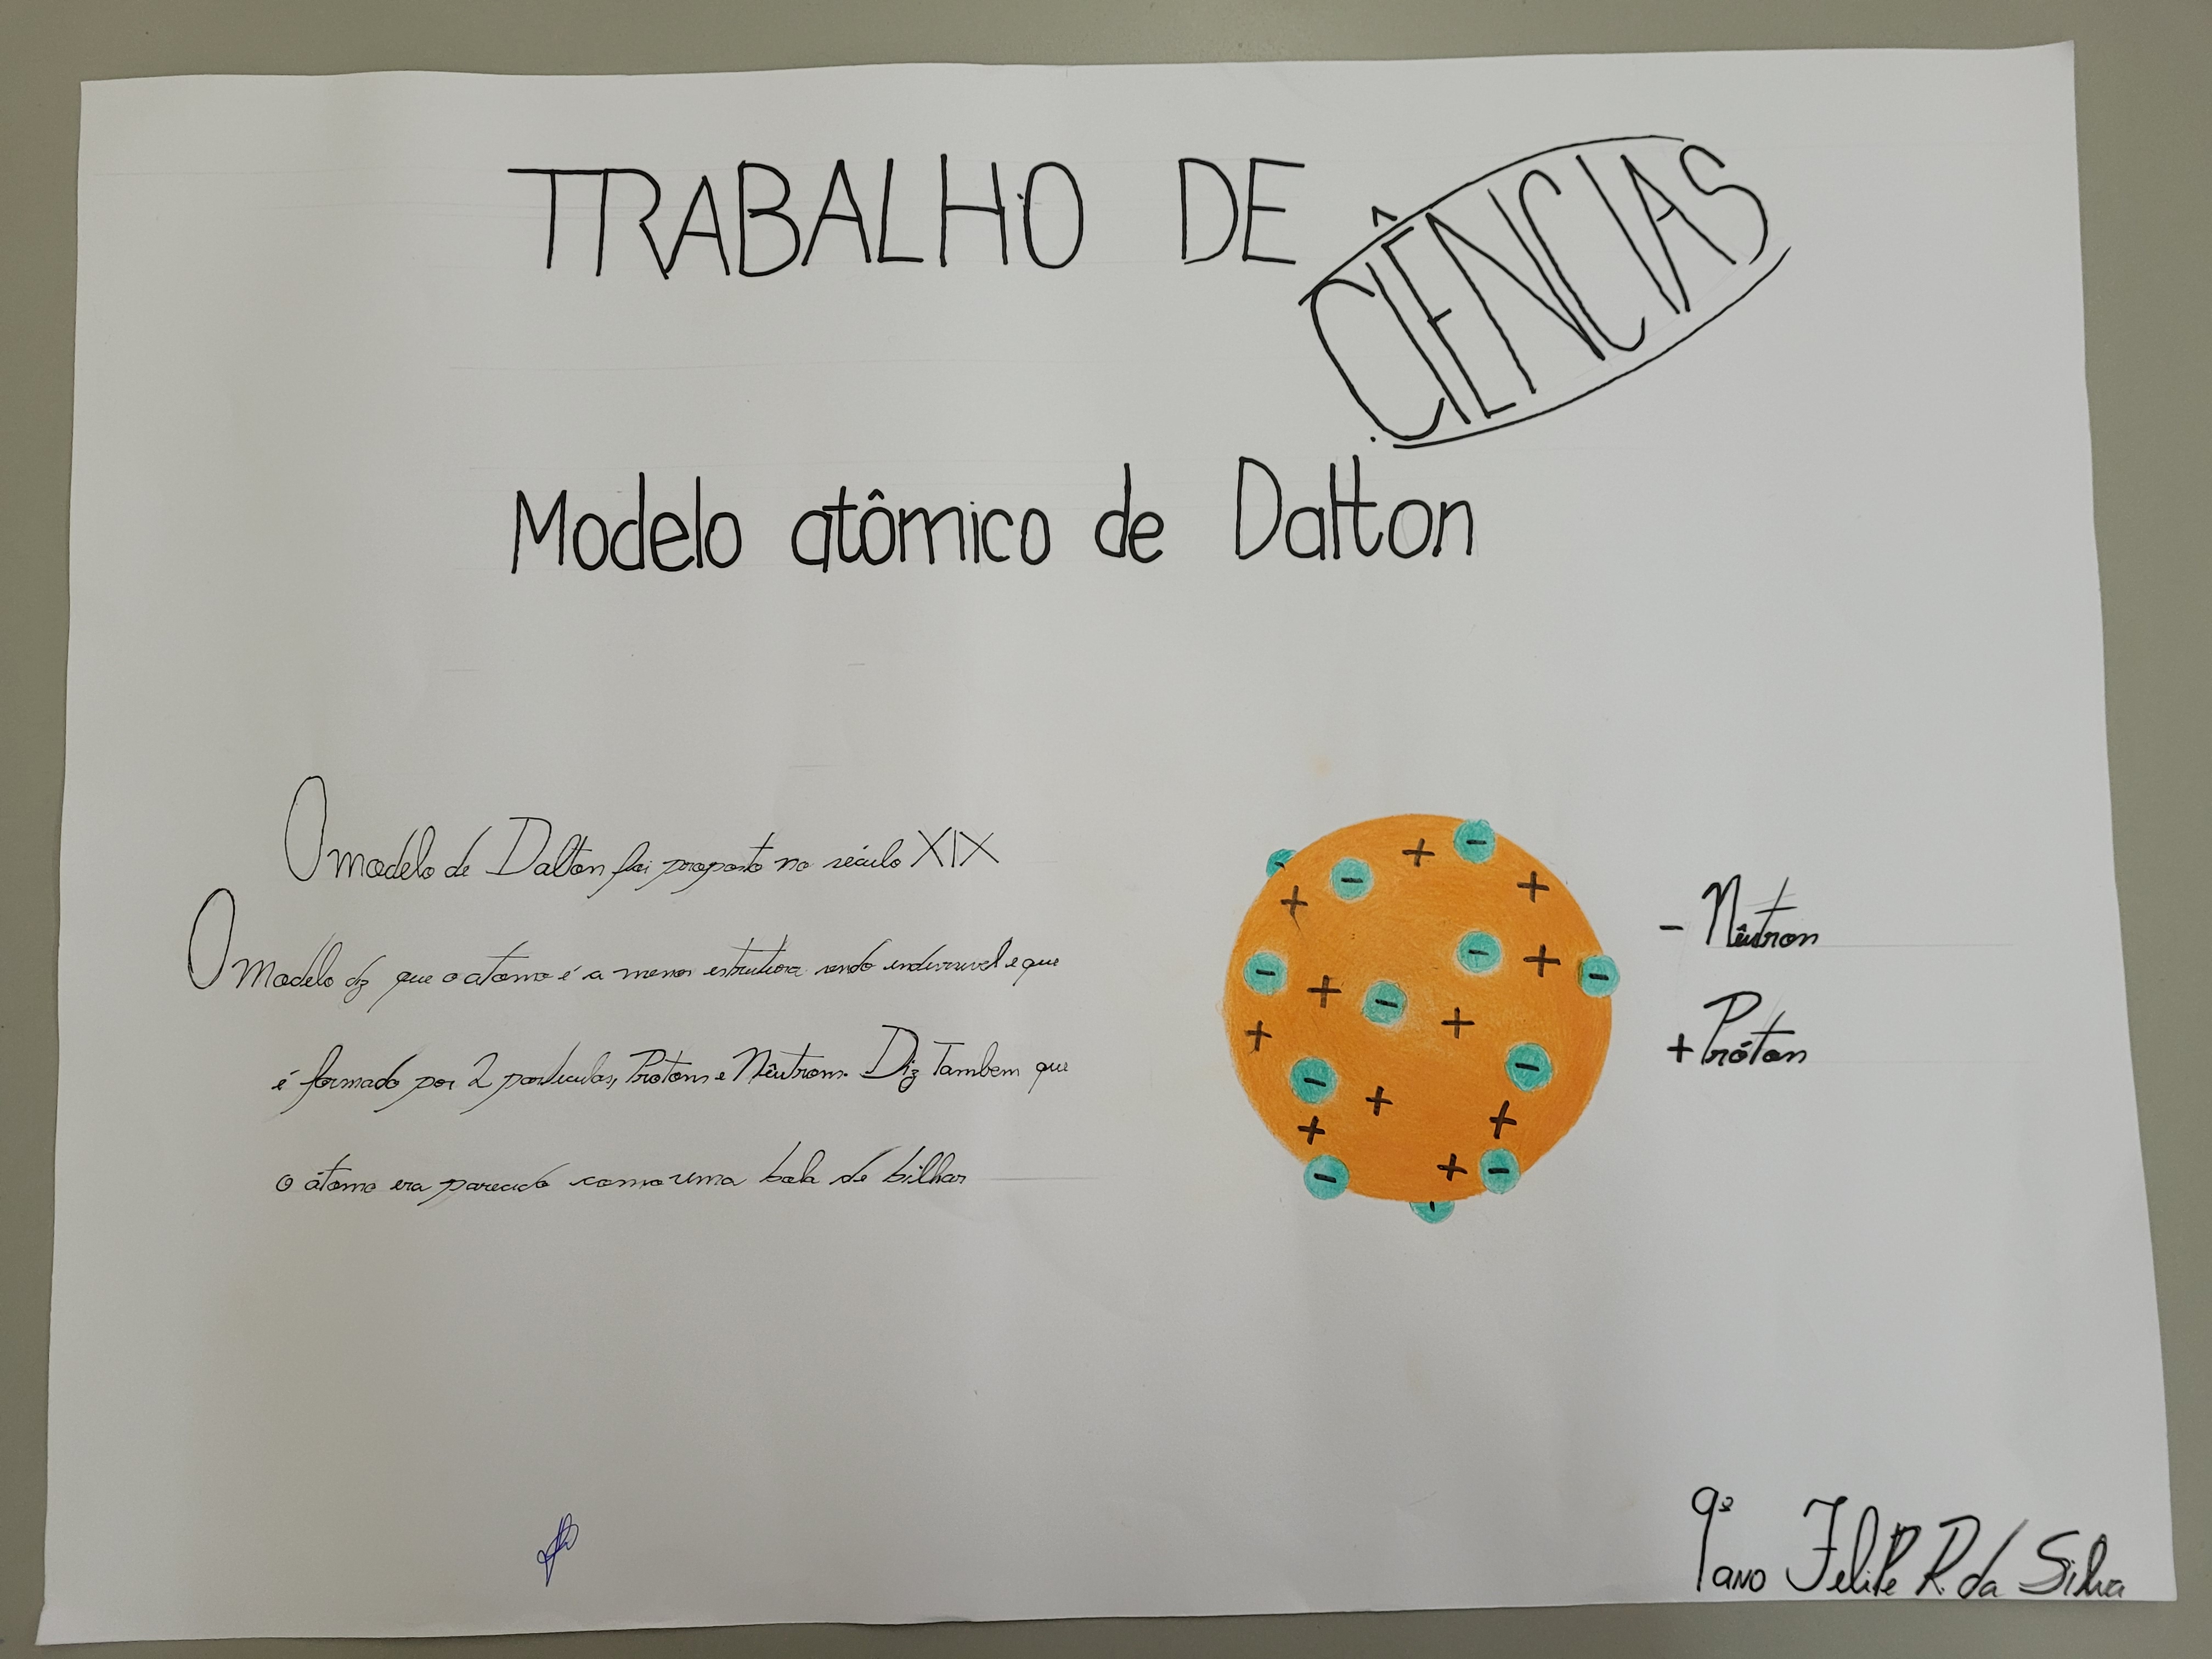 TRABALHO DE CIÊNCIAS
Modelo atômico de Dalton
O modelo de Dalton foi proposto no século XIX
O modelo diz que o atomo é a menor estrutura sendo indivisivel e que
é formado por 2 particulas, Protons e Nêutrons. Diz Tambem que
o átomo era parecido como uma bola de bilhar
- Nêutron
+ Próton
9º ano Felipe R. da Silva